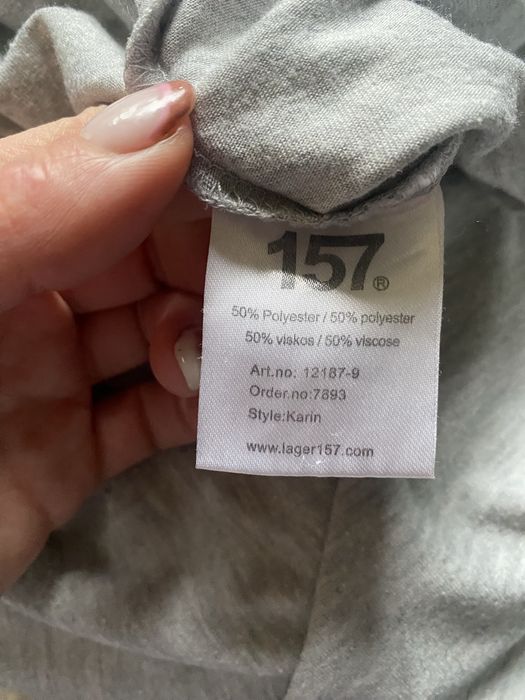 157®
50% Polyester / 50% polyester
50% viskos / 50% viscose
Art.no: 12187-9
Order.no:7893
Style:Karin
www.lager157.com